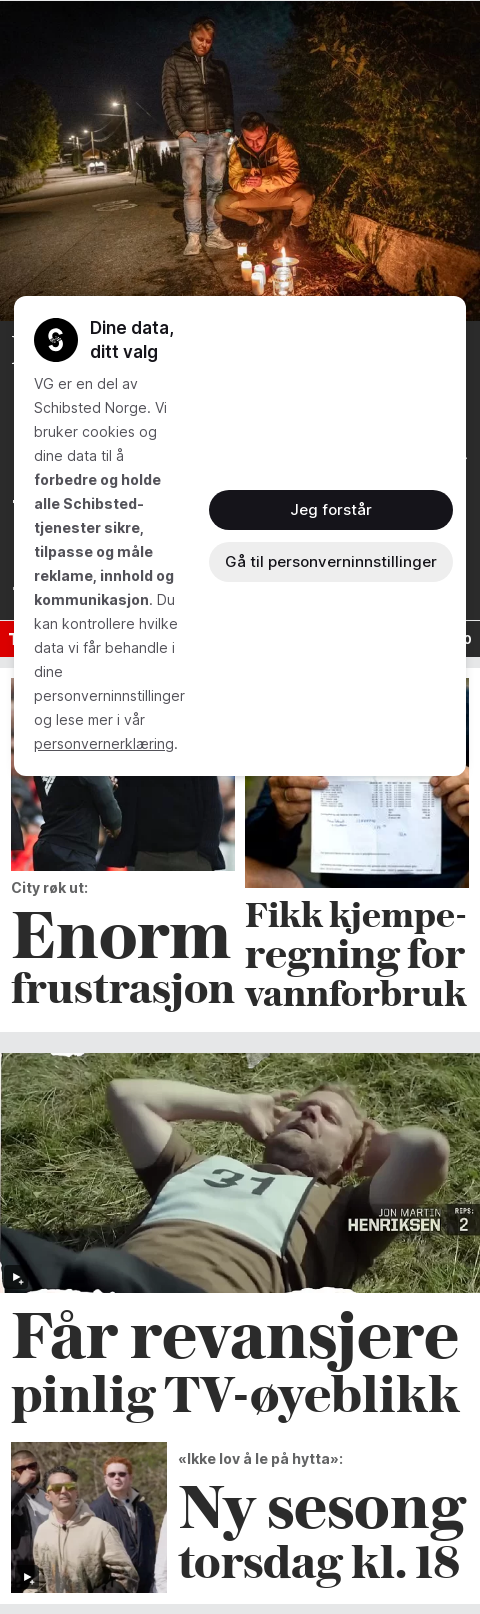 Dine data,
ditt valg
VG er en del av
Schibsted Norge. Vi
bruker cookies og
dine data til å
forbedre og holde
alle Schibsted-
tjenester sikre,
tilpasse og måle
reklame, innhold og
kommunikasjon. Du
kan kontrollere hvilke
data vi får behandle i
dine
personverninnstillinger
og lese mer i vår
personvernerklæring.
Jeg forstår
Gå til personverninnstillinger
City røk ut:
Enorm
frustrasjon
Fikk kjempe-
regning for
vannforbruk
31
JON MARTIN
HENRIKSEN
REPS:
2
Får revansjere
pinlig TV-øyeblikk
«Ikke lov å le på hytta»:
Ny sesong
torsdag kl. 18